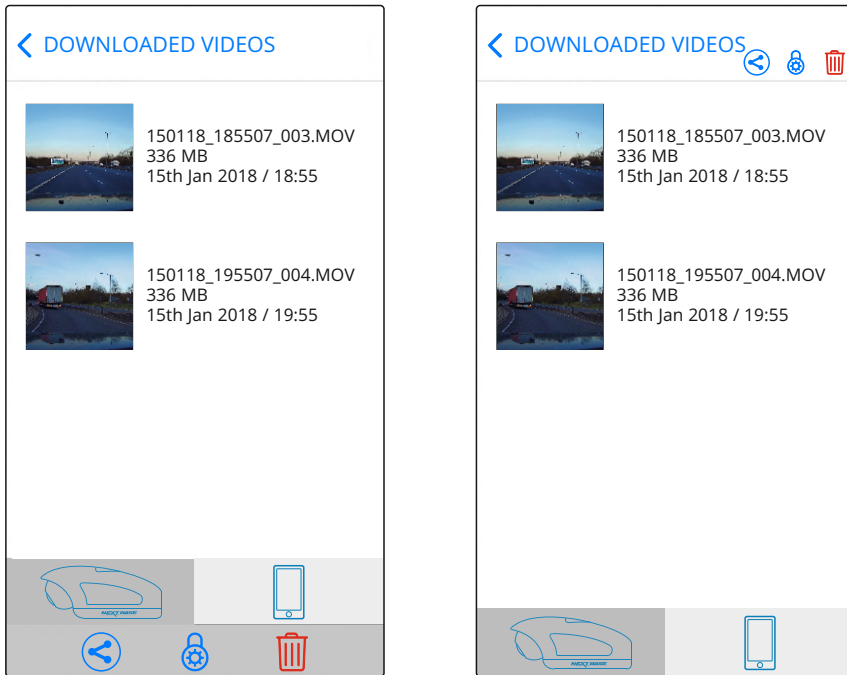 DOWNLOADED VIDEOS
150118_185507_003.MOV
336 MB
15th Jan 2018 / 18:55
150118_195507_004.MOV
336 MB
15th Jan 2018 / 19:55
DOWNLOADED VIDEOS
150118_185507_003.MOV
336 MB
15th Jan 2018 / 18:55
150118_195507_004.MOV
336 MB
15th Jan 2018 / 19:55